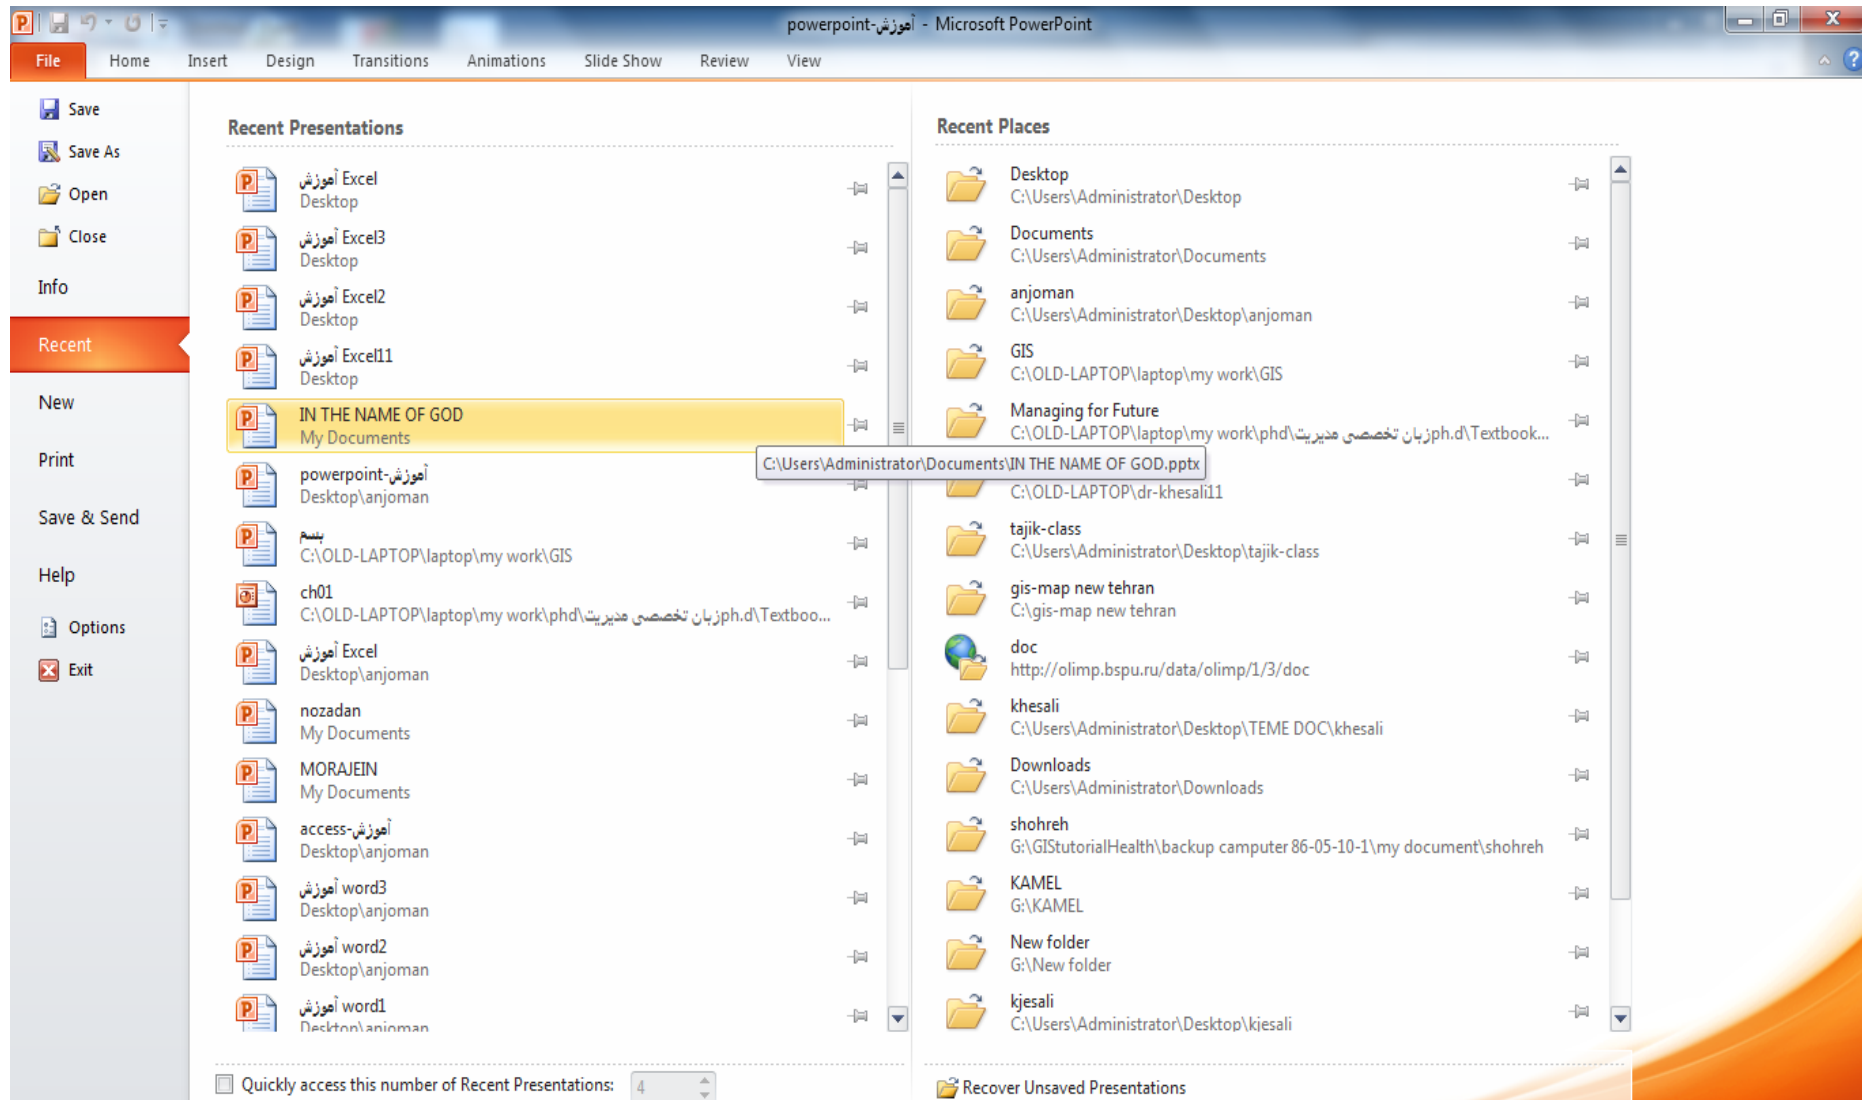 powerpoint-آموزش - Microsoft PowerPoint
File Home Insert Design Transitions Animations Slide Show Review View
Save
Save As
Open
Close
Info
Recent
New
Print
Save & Send
Help
Options
Exit
Recent Presentations
آموزش Excel
Desktop
آموزش Excel3
Desktop
آموزش Excel2
Desktop
آموزش Excel11
Desktop
IN THE NAME OF GOD
My Documents
powerpoint-آموزش
Desktop\anjoman
بسم
C:\OLD-LAPTOP\laptop\my work\GIS
ch01
C:\OLD-LAPTOP\laptop\my work\phd\زبان تخصصی مدیریتph.d\Textboo...
آموزش Excel
Desktop\anjoman
nozadan
My Documents
MORAJEIN
My Documents
access-آموزش
Desktop\anjoman
آموزش word3
Desktop\anjoman
آموزش word2
Desktop\anjoman
آموزش word1
Desktop\anjoman
Quickly access this number of Recent Presentations: 4
Recent Places
Desktop
C:\Users\Administrator\Desktop
Documents
C:\Users\Administrator\Documents
anjoman
C:\Users\Administrator\Desktop\anjoman
GIS
C:\OLD-LAPTOP\laptop\my work\GIS
Managing for Future
C:\OLD-LAPTOP\laptop\my work\phd\زبان تخصصی مدیریتph.d\Textbook...
C:\Users\Administrator\Documents\IN THE NAME OF GOD.pptx
C:\OLD-LAPTOP\dr-khesali11
tajik-class
C:\Users\Administrator\Desktop\tajik-class
gis-map new tehran
C:\gis-map new tehran
doc
http://olimp.bspu.ru/data/olimp/1/3/doc
khesali
C:\Users\Administrator\Desktop\TEME DOC\khesali
Downloads
C:\Users\Administrator\Downloads
shohreh
G:\GIStutorialHealth\backup camputer 86-05-10-1\my document\shohreh
KAMEL
G:\KAMEL
New folder
G:\New folder
kjesali
C:\Users\Administrator\Desktop\kjesali
Recover Unsaved Presentations